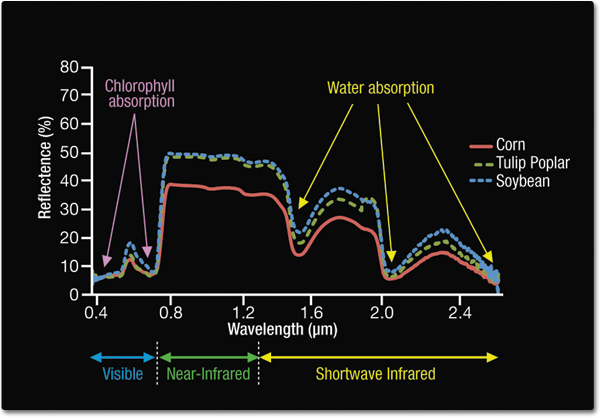 Chlorophyll
absorption
Water absorption
Reflectence (%)
80
70
60
50
40
30
20
10
0
Corn
Tulip Poplar
Soybean
0.4 0.8 1.2 1.6 2.0 2.4
Wavelength (µm)
Visible Near-Infrared Shortwave Infrared